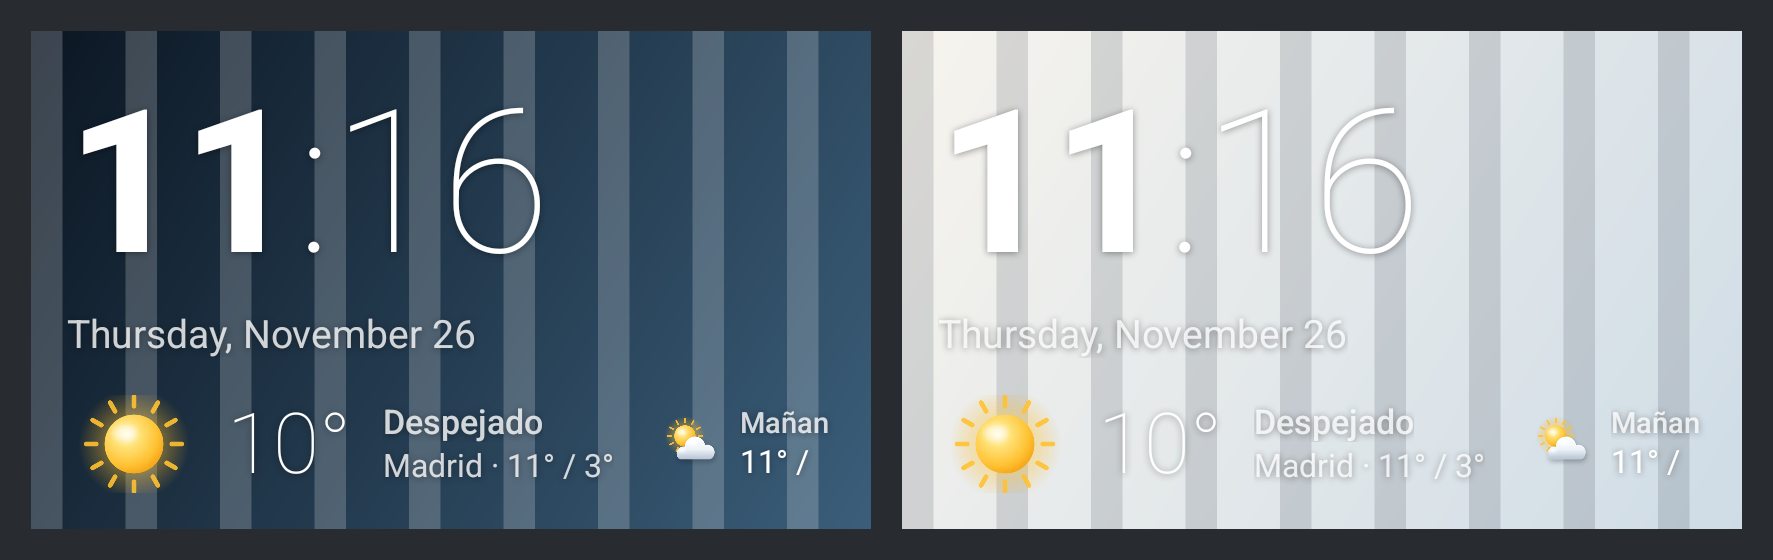 11:16
Thursday, November 26
10°
Despejado
Madrid · 11° / 3°
Mañan
11° /
11:16
Thursday, November 26
10°
Despejado
Madrid · 11° / 3°
Mañan
11° /